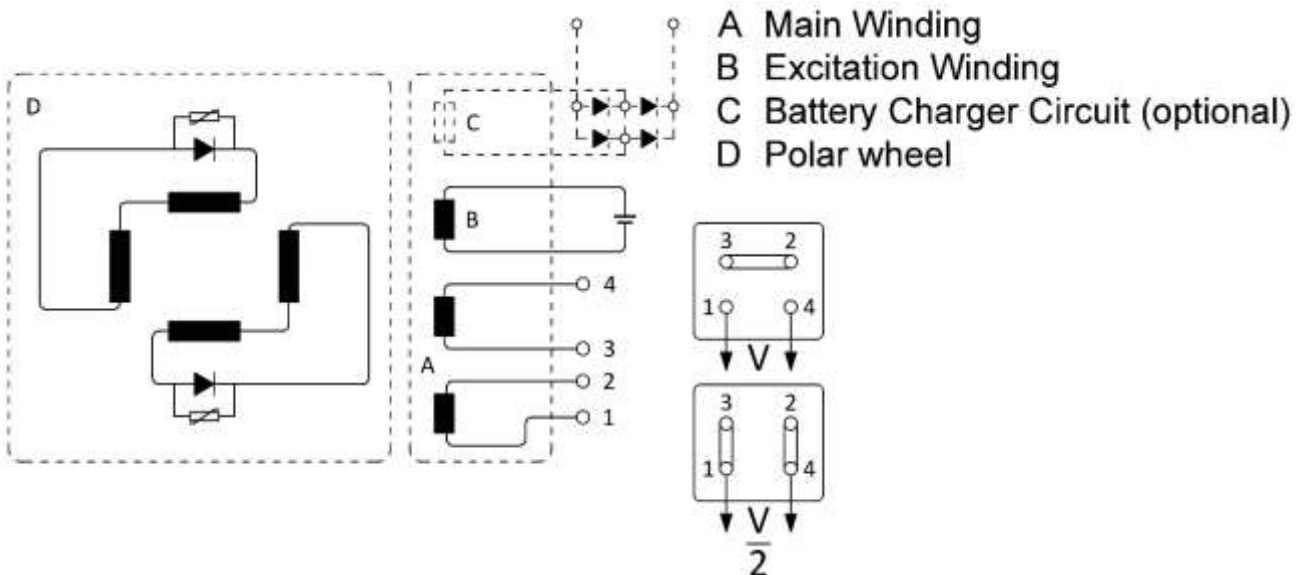 A Main Winding
B Excitation Winding
C Battery Charger Circuit (optional)
D Polar wheel
D
C
B
4
3
A
2
1
3 2
1 4
V
3 2
1 4
V
2